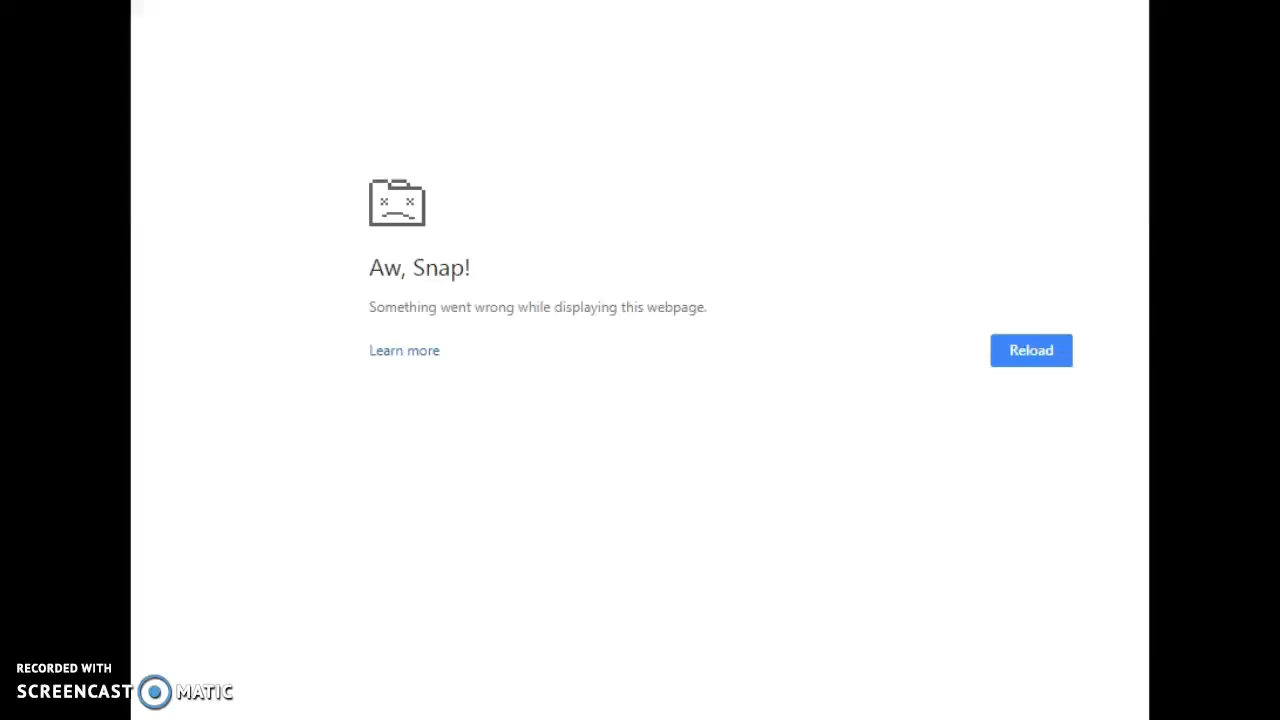 Aw, Snap!
Something went wrong while displaying this webpage.
Learn more
Reload
RECORDED WITH
SCREENCAST MATIC